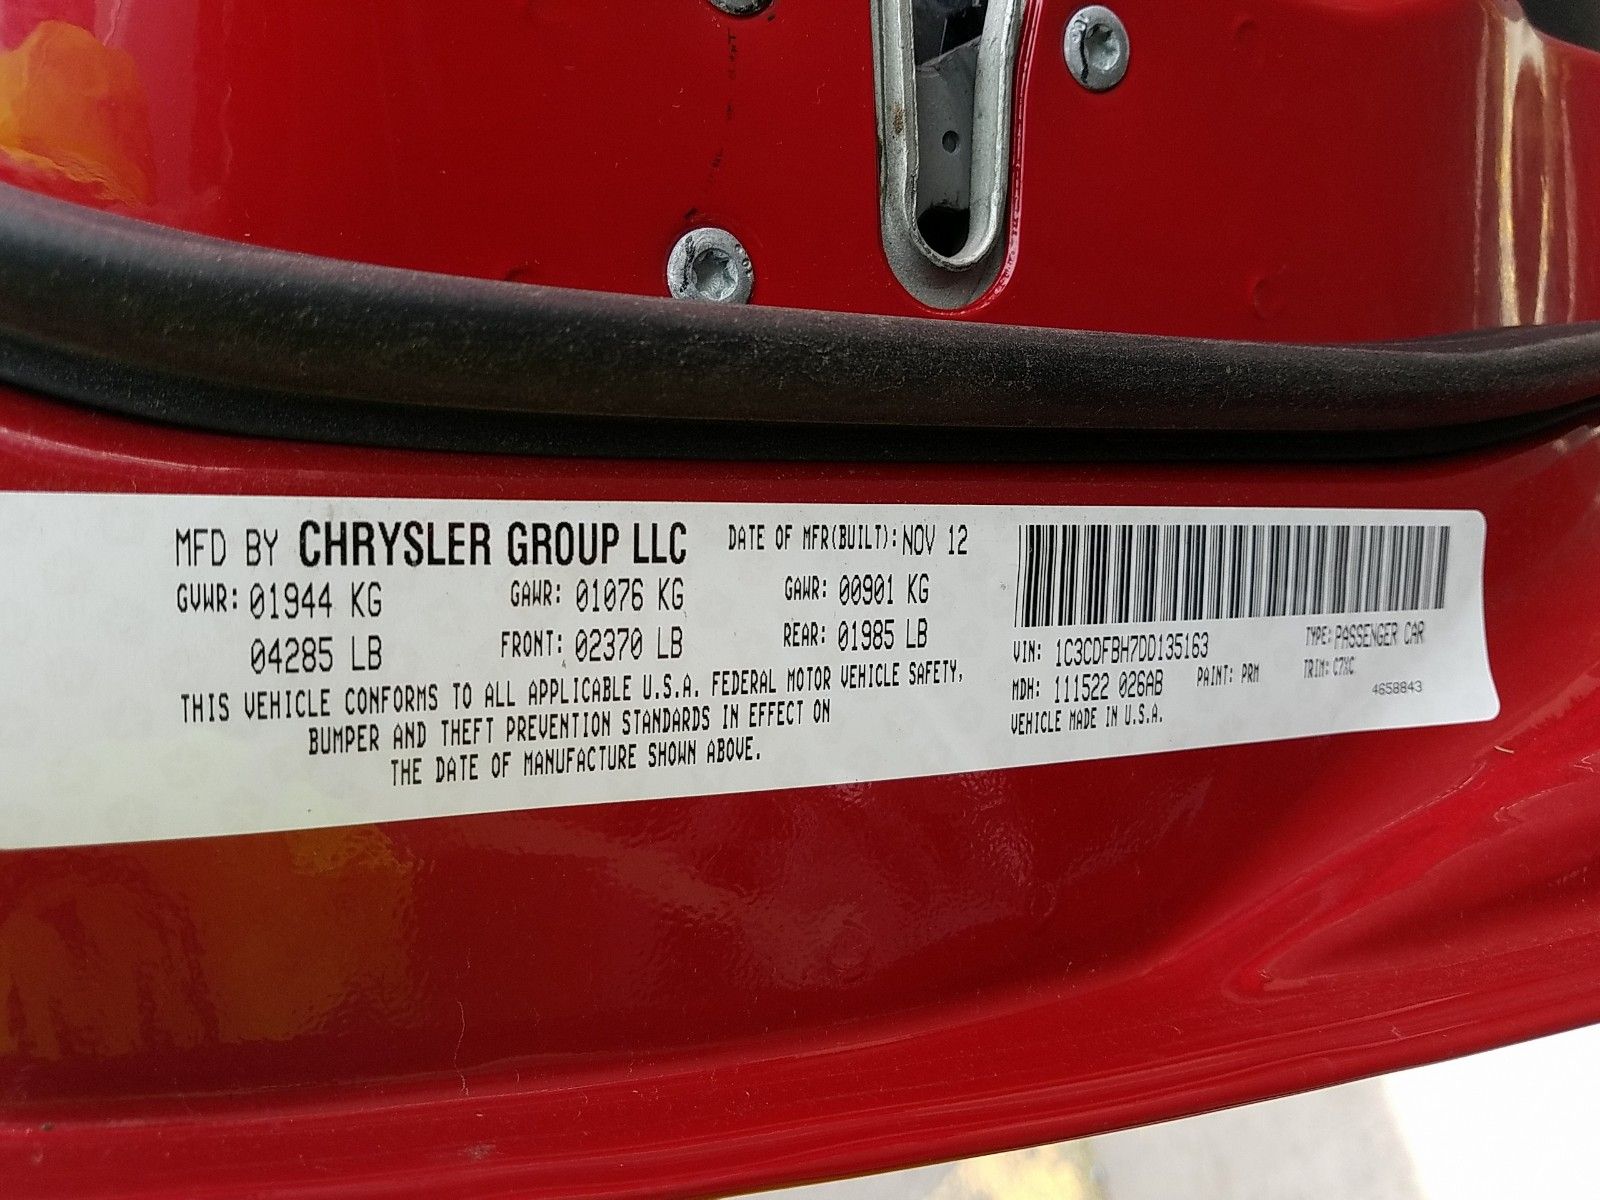 MFD BY CHRYSLER GROUP LLC DATE OF MFR(BUILT): NOV 12
GVWR: 01944 KG GAWR: 01076 KG GAWR: 00901 KG
04285 LB FRONT: 02370 LB REAR: 01985 LB
THIS VEHICLE CONFORMS TO ALL APPLICABLE U.S.A. FEDERAL MOTOR VEHICLE SAFETY,
BUMPER AND THEFT PREVENTION STANDARDS IN EFFECT ON
THE DATE OF MANUFACTURE SHOWN ABOVE.
VIN: 1C3CDFBH7DD135163 TYPE: PASSENGER CAR
MDH: 111522 026AB PAINT: PRM TRIM: C7XC
4658843
VEHICLE MADE IN U.S.A.